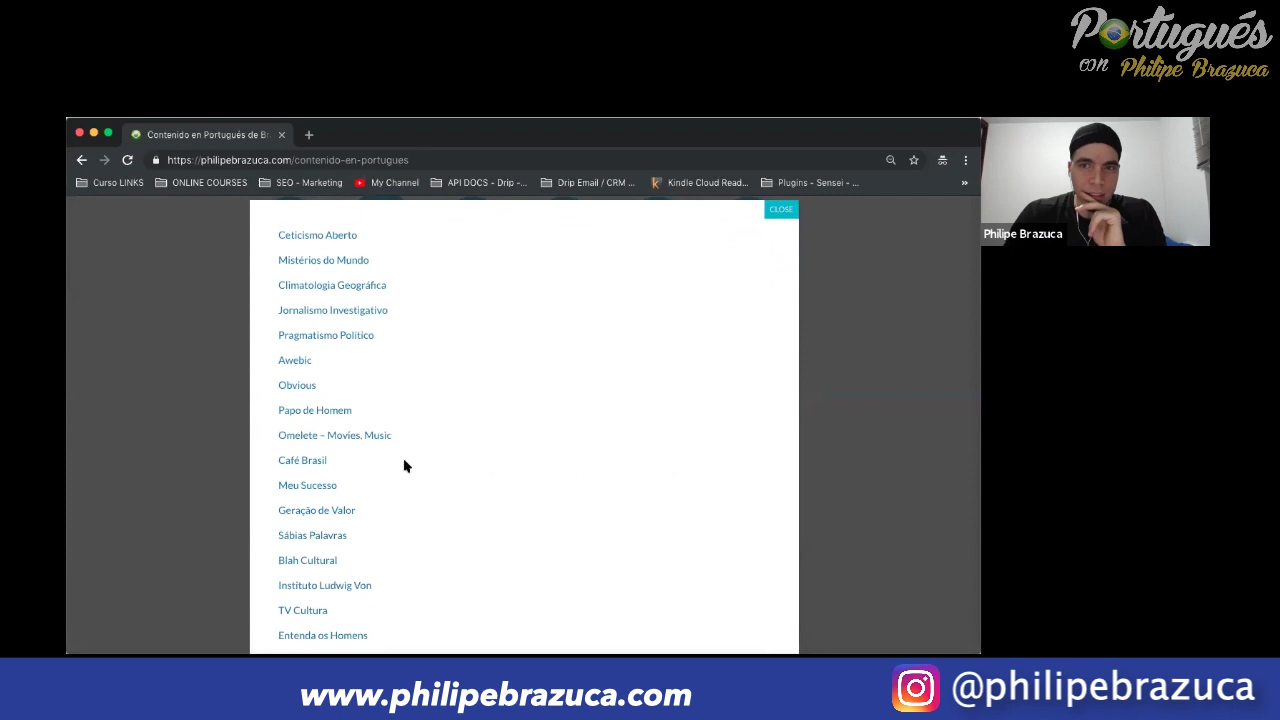 Portugués
con Philipe Brazuca
Contenido en Portugués de Br
https://philipebrazuca.com/contenido-en-portugues
Curso LINKS
ONLINE COURSES
SEO - Marketing
My Channel
API DOCS - Drip -...
Drip Email / CRM ...
Kindle Cloud Read...
Plugins - Sensei - ...
»
CLOSE
Ceticismo Aberto
Mistérios do Mundo
Climatologia Geográfica
Jornalismo Investigativo
Pragmatismo Político
Awebic
Obvious
Papo de Homem
Omelete – Movies, Music
Café Brasil
Meu Sucesso
Geração de Valor
Sábias Palavras
Blah Cultural
Instituto Ludwig Von
TV Cultura
Entenda os Homens
Philipe Brazuca
www.philipebrazuca.com
@philipebrazuca